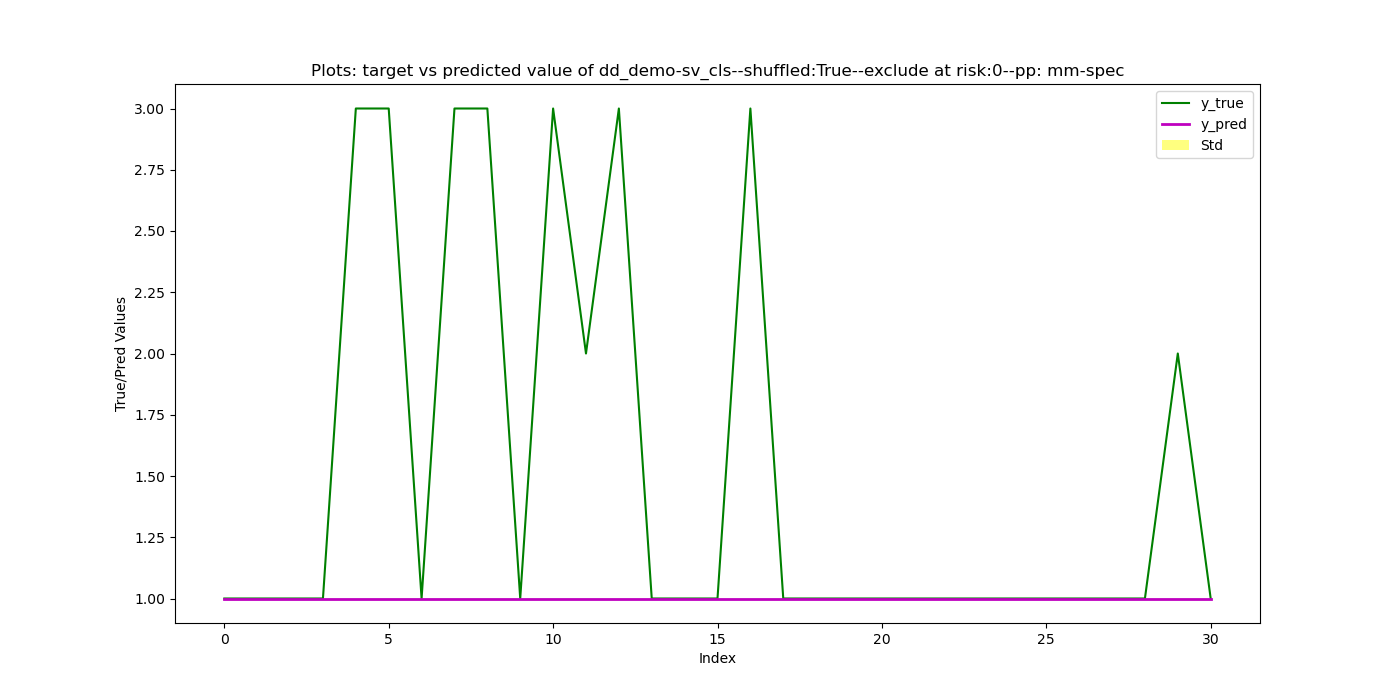 Plots: target vs predicted value of dd_demo-sv_cls--shuffled:True--exclude at risk:0--pp: mm-spec
y_true
y_pred
Std
True/Pred Values
3.00
2.75
2.50
2.25
2.00
1.75
1.50
1.25
1.00
0 5 10 15 20 25 30
Index